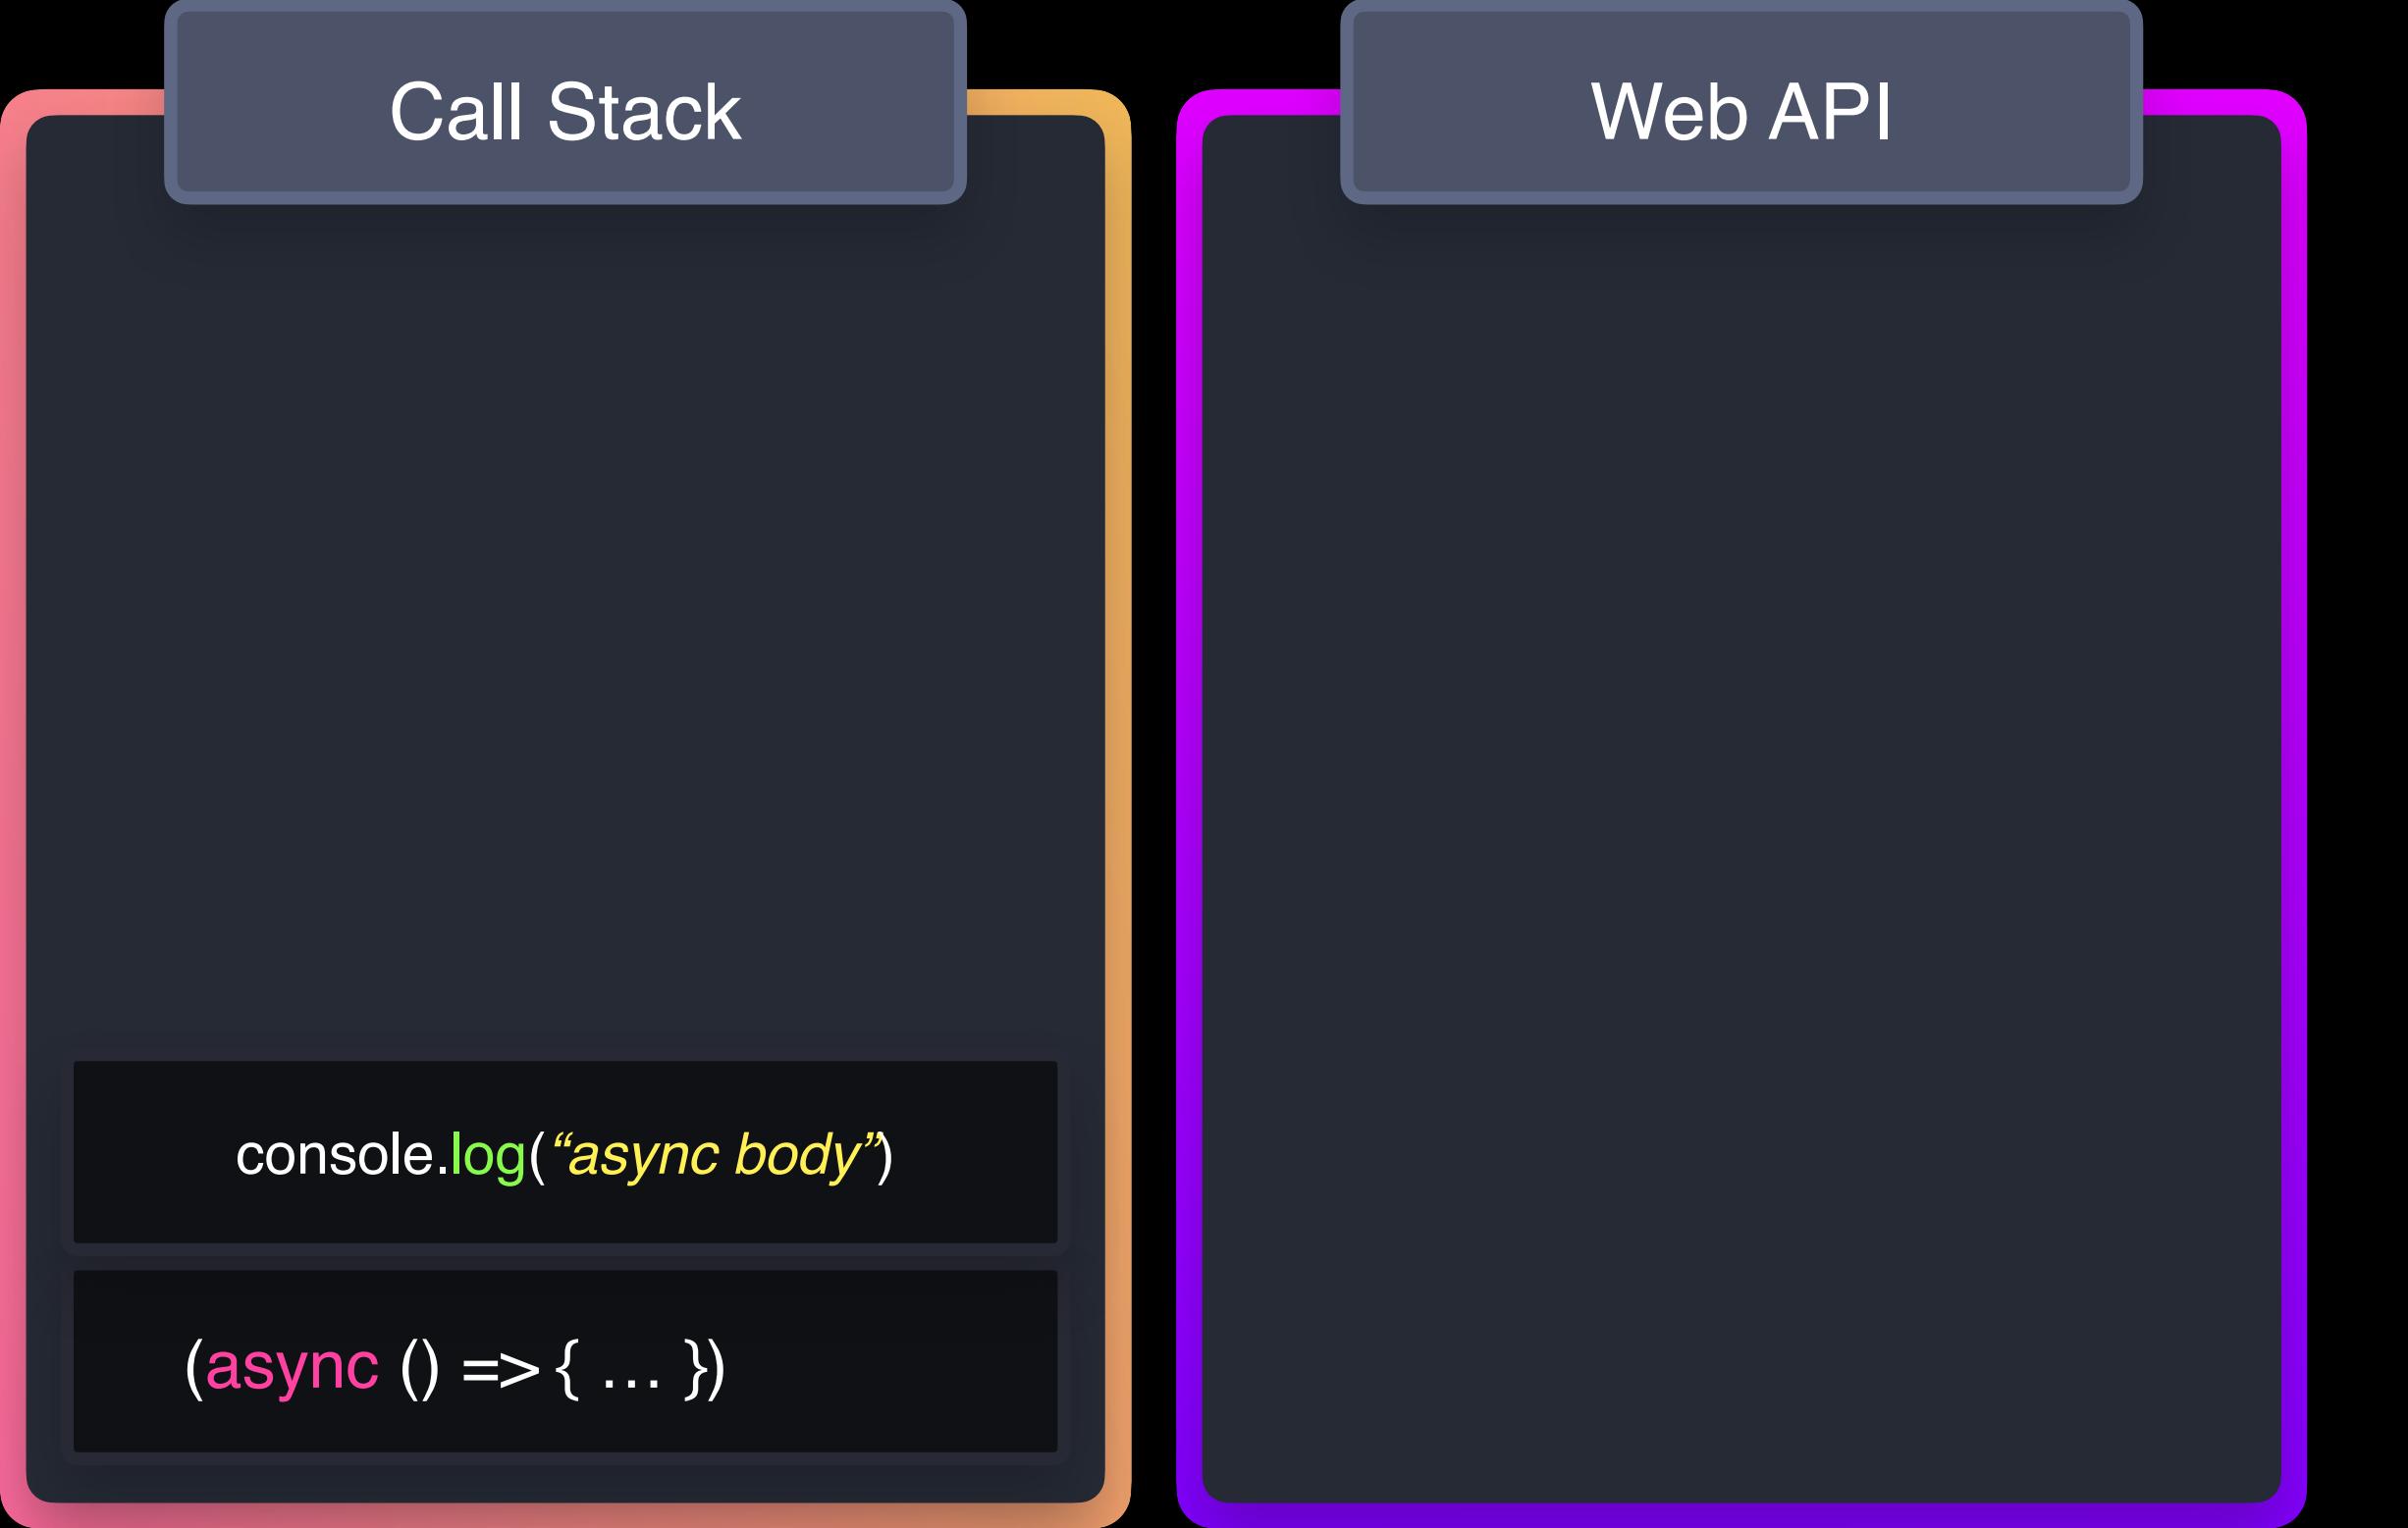 Call Stack
Web API
console.log(“async body”)
(async () => { ... })